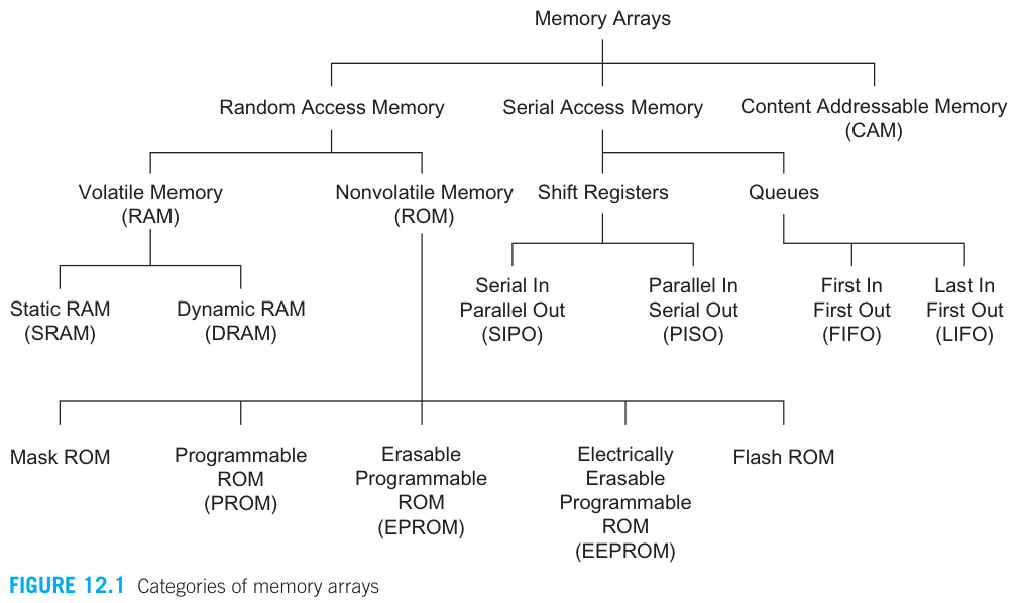 Memory Arrays
Random Access Memory
Serial Access Memory
Content Addressable Memory
(CAM)
Volatile Memory
(RAM)
Nonvolatile Memory
(ROM)
Shift Registers
Queues
Static RAM
(SRAM)
Dynamic RAM
(DRAM)
Serial In
Parallel Out
(SIPO)
Parallel In
Serial Out
(PISO)
First In
First Out
(FIFO)
Last In
First Out
(LIFO)
Mask ROM
Programmable
ROM
(PROM)
Erasable
Programmable
ROM
(EPROM)
Electrically
Erasable
Programmable
ROM
(EEPROM)
Flash ROM
FIGURE 12.1 Categories of memory arrays